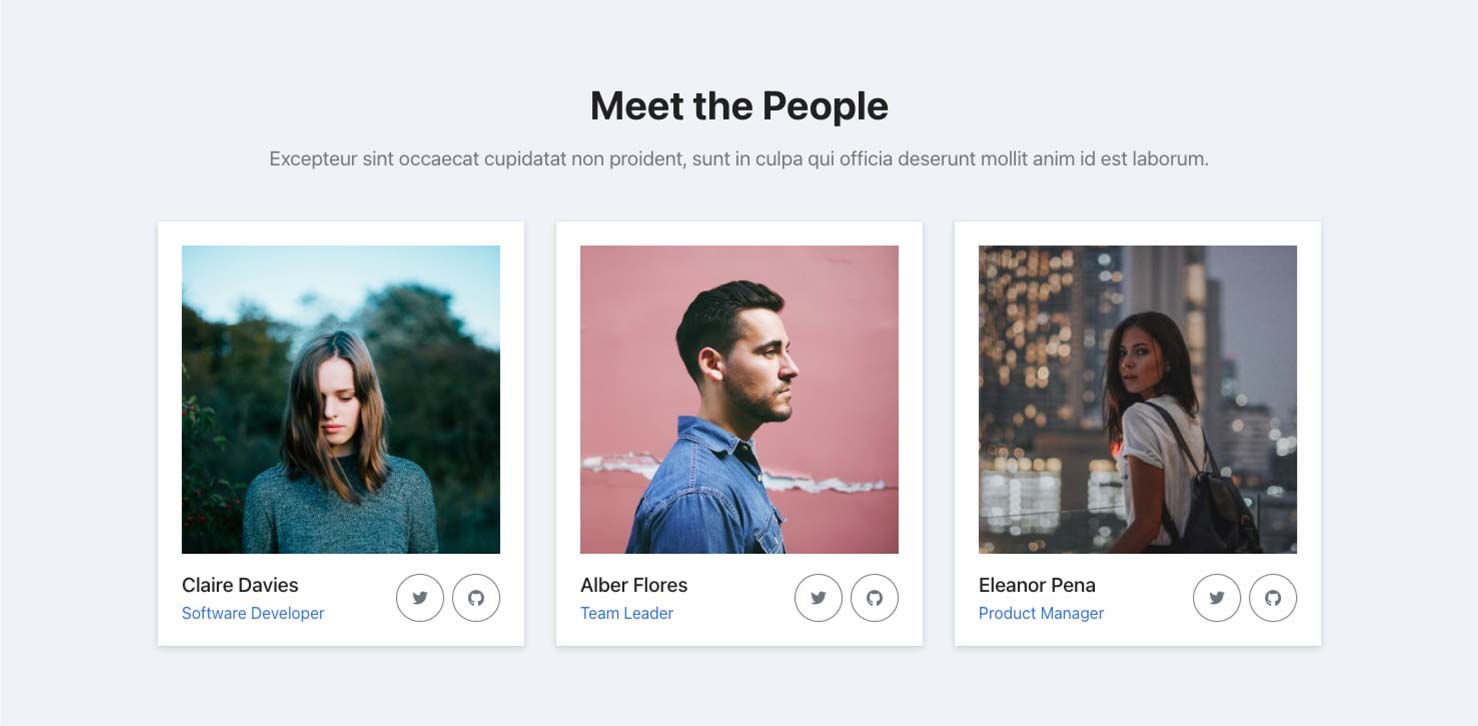 Meet the People
Excepteur sint occaecat cupidatat non proident, sunt in culpa qui officia deserunt mollit anim id est laborum.
Claire Davies
Software Developer
Alber Flores
Team Leader
Eleanor Pena
Product Manager